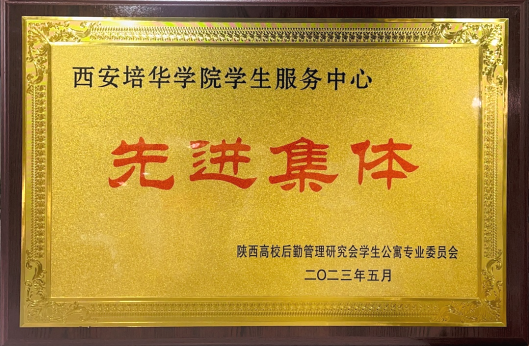 西安培华学院学生服务中心
先进集体
陕西高校后勤管理研究会学生公寓专业委员会
二〇二三年五月